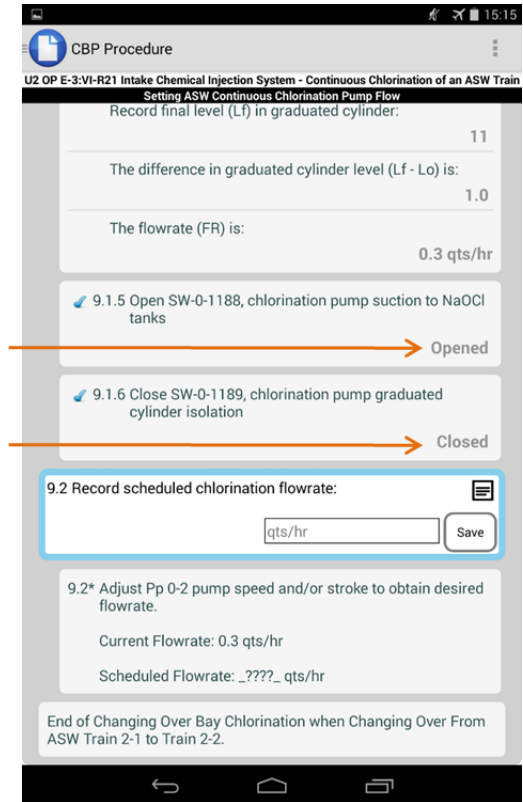 15:15
CBP Procedure
U2 OP E-3:VI-R21 Intake Chemical Injection System - Continuous Chlorination of an ASW Train
Setting ASW Continuous Chlorination Pump Flow
Record final level (Lf) in graduated cylinder:
11
The difference in graduated cylinder level (Lf - Lo) is:
1.0
The flowrate (FR) is:
0.3 qts/hr
9.1.5 Open SW-0-1188, chlorination pump suction to NaOCl
tanks
Opened
9.1.6 Close SW-0-1189, chlorination pump graduated
cylinder isolation
Closed
9.2 Record scheduled chlorination flowrate:
qts/hr
Save
9.2* Adjust Pp 0-2 pump speed and/or stroke to obtain desired
flowrate.
Current Flowrate: 0.3 qts/hr
Scheduled Flowrate: _????_ qts/hr
End of Changing Over Bay Chlorination when Changing Over From
ASW Train 2-1 to Train 2-2.